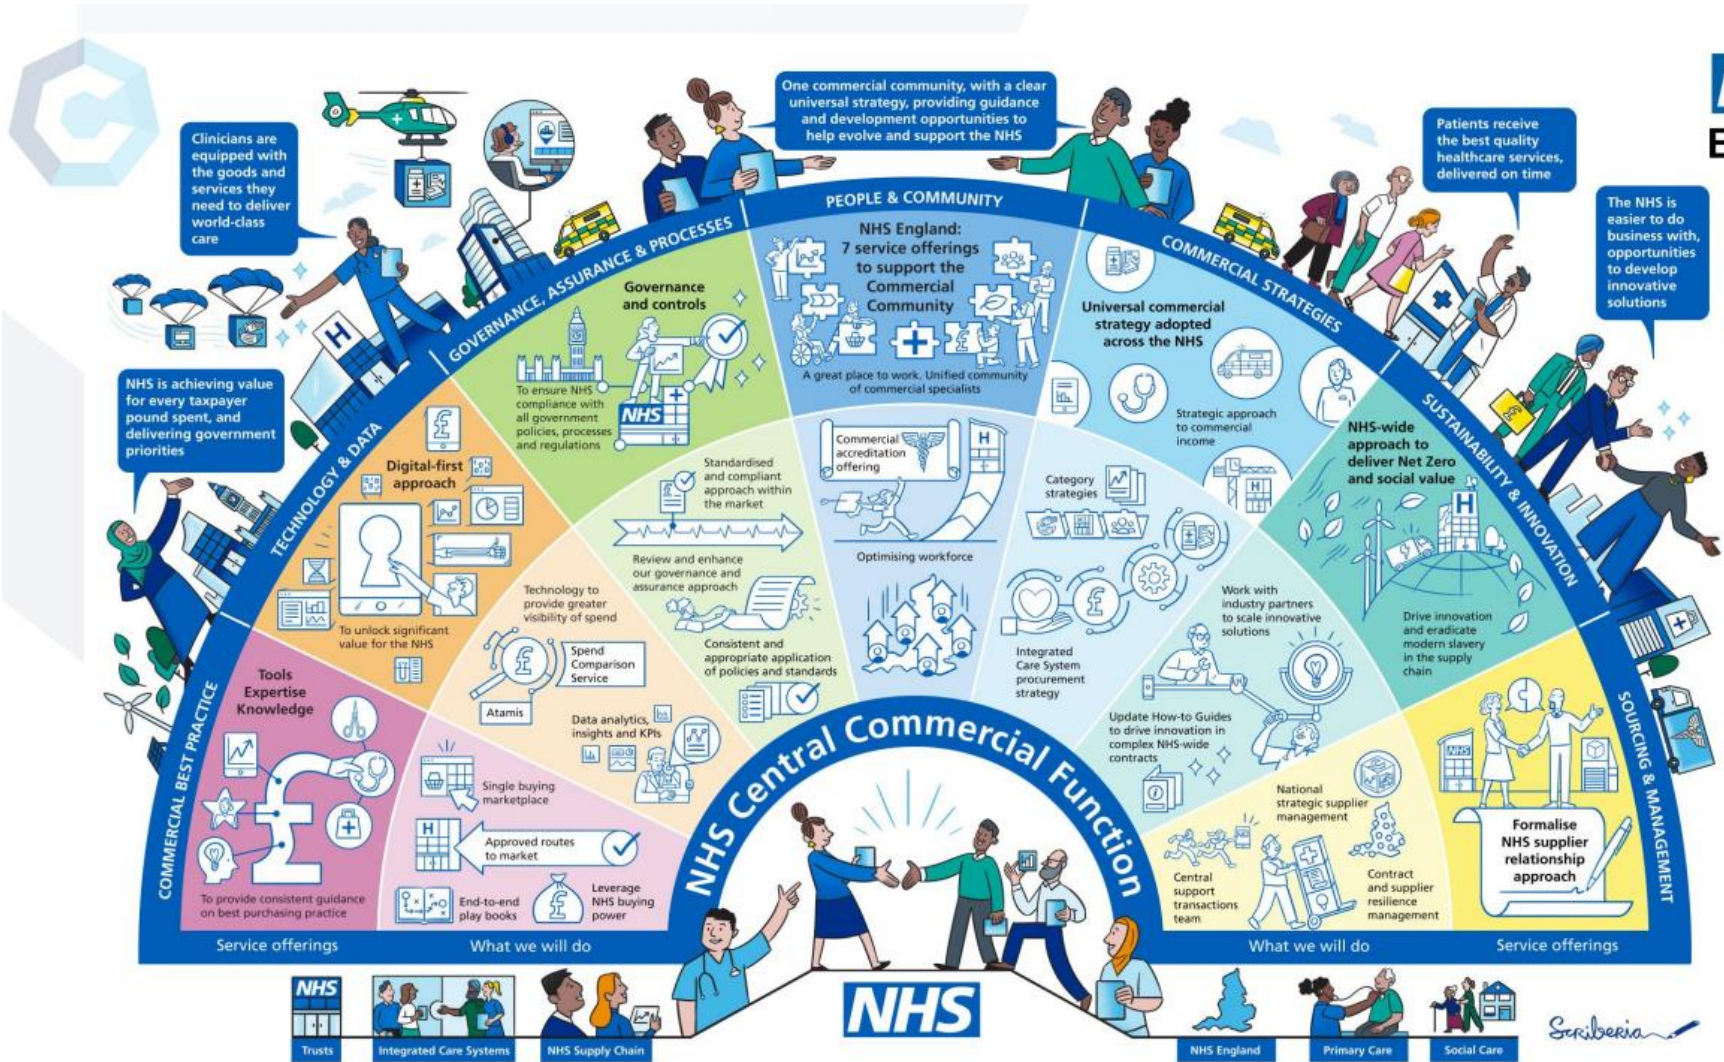 Clinicians are
equipped with
the goods and
services they
need to deliver
world-class
care
One commercial community, with a clear
universal strategy, providing guidance
and development opportunities to
help evolve and support the NHS
Patients receive
the best quality
healthcare services,
delivered on time
The NHS is
easier to do
business with,
opportunities
to develop
innovative
solutions
NHS is achieving value
for every taxpayer
pound spent, and
delivering government
priorities
COMMERCIAL BEST PRACTICE
TECHNOLOGY & DATA
GOVERNANCE, ASSURANCE & PROCESSES
PEOPLE & COMMUNITY
COMMERCIAL STRATEGIES
SUSTAINABILITY & INNOVATION
SOURCING & MANAGEMENT
Tools
Expertise
Knowledge
To provide consistent guidance
on best purchasing practice
Single buying
marketplace
Approved routes
to market
End-to-end
play books
Leverage
NHS buying
power
Digital-first
approach
To unlock significant
value for the NHS
Technology to
provide greater
visibility of spend
Spend
Comparison
Service
Atamis
Data analytics,
insights and KPIs
Governance
and controls
To ensure NHS
compliance with
all government
policies, processes
and regulations
NHS
Standardised
and compliant
approach within
the market
Review and enhance
our governance and
assurance approach
Consistent and
appropriate application
of policies and standards
NHS England:
7 service offerings
to support the
Commercial
Community
A great place to work. Unified community
of commercial specialists
Commercial
accreditation
offering
H
Optimising workforce
Universal commercial
strategy adopted
across the NHS
Strategic approach
to commercial
income
H
Category
strategies
Integrated
Care System
procurement
strategy
NHS-wide
approach to
deliver Net Zero
and social value
H
Drive innovation
and eradicate
modern slavery
in the supply
chain
Work with
industry partners
to scale innovative
solutions
Update How-to Guides
to drive innovation in
complex NHS-wide
contracts
NHS
Formalise
NHS supplier
relationship
approach
National
strategic supplier
management
Central
support
transactions
team
Contract
and supplier
resilience
management
NHS Central Commercial Function
Service offerings
What we will do
What we will do
Service offerings
NHS
NHS
Trusts
Integrated Care Systems
NHS Supply Chain
NHS England
Primary Care
Social Care
Scriberia